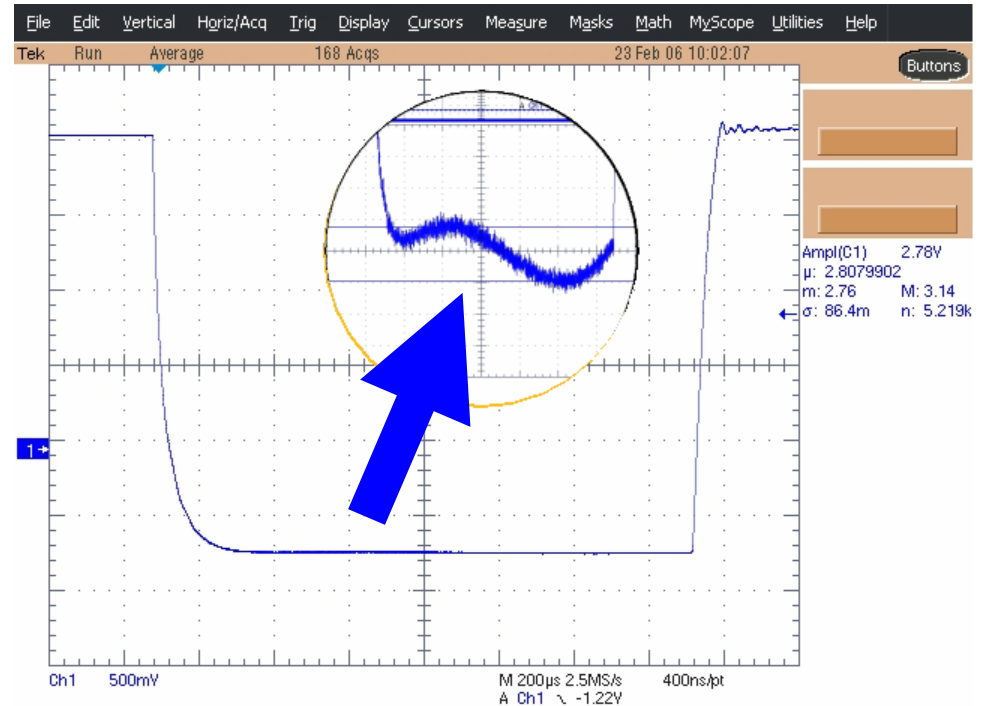 File Edit Vertical Horiz/Acq Trig Display Cursors Measure Masks Math MyScope Utilities Help
Tek Run Average 168 Acqs 23 Feb 06 10:02:07
Buttons
Ampl(C1) 2.78V
µ: 2.8079902
m: 2.76 M: 3.14
σ: 86.4m n: 5.219k
1
Ch1 500mV M 200µs 2.5MS/s 400ns/pt
A Ch1 -1.22V